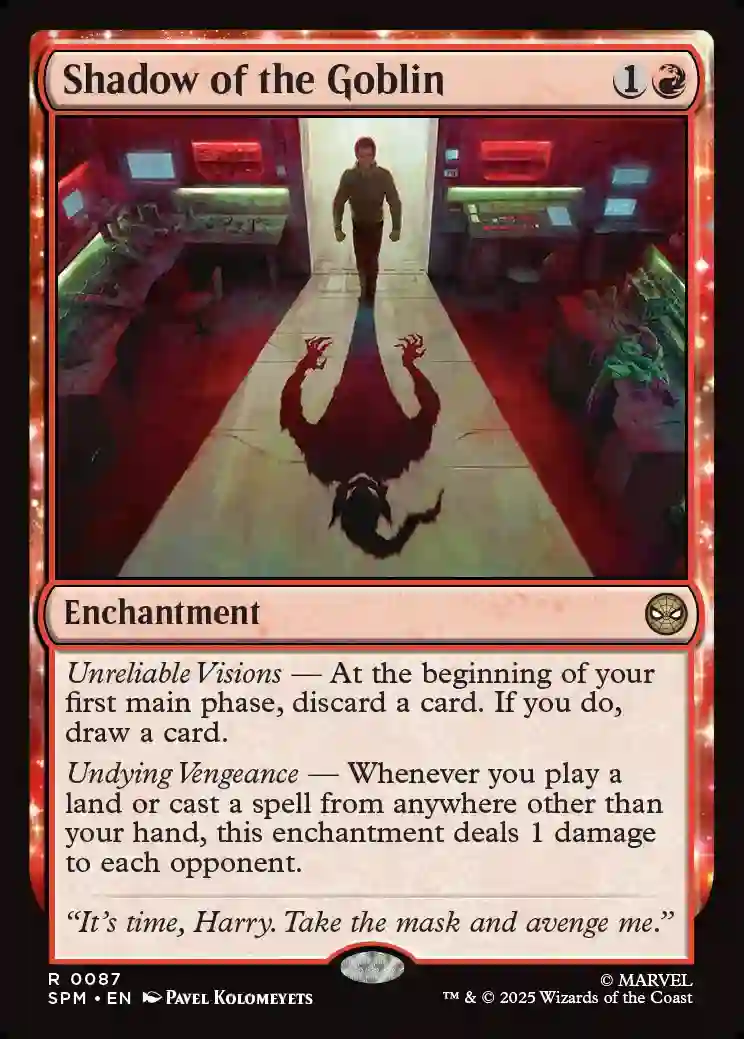 Shadow of the Goblin 1
Enchantment
Unreliable Visions — At the beginning of your
first main phase, discard a card. If you do,
draw a card.
Undying Vengeance — Whenever you play a
land or cast a spell from anywhere other than
your hand, this enchantment deals 1 damage
to each opponent.
“It’s time, Harry. Take the mask and avenge me.”
R 0087
SPM • EN PAVEL KOLOMEYETS
© MARVEL
™ & © 2025 Wizards of the Coast